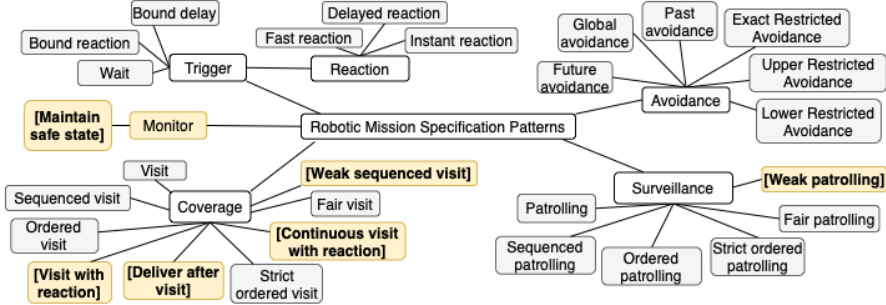 Bound delay
Bound reaction
Wait
Trigger
Delayed reaction
Fast reaction
Instant reaction
Reaction
Global
avoidance
Past
avoidance
Exact Restricted
Avoidance
Future
avoidance
Upper Restricted
Avoidance
Avoidance
Lower Restricted
Avoidance
[Maintain
safe state]
Monitor
Robotic Mission Specification Patterns
Visit
[Weak sequenced visit]
Sequenced visit
Coverage
Fair visit
Ordered
visit
[Continuous visit
with reaction]
[Visit with
reaction]
[Deliver after
visit]
Strict
ordered visit
Surveillance
[Weak patrolling]
Patrolling
Fair patrolling
Sequenced
patrolling
Ordered
patrolling
Strict ordered
patrolling